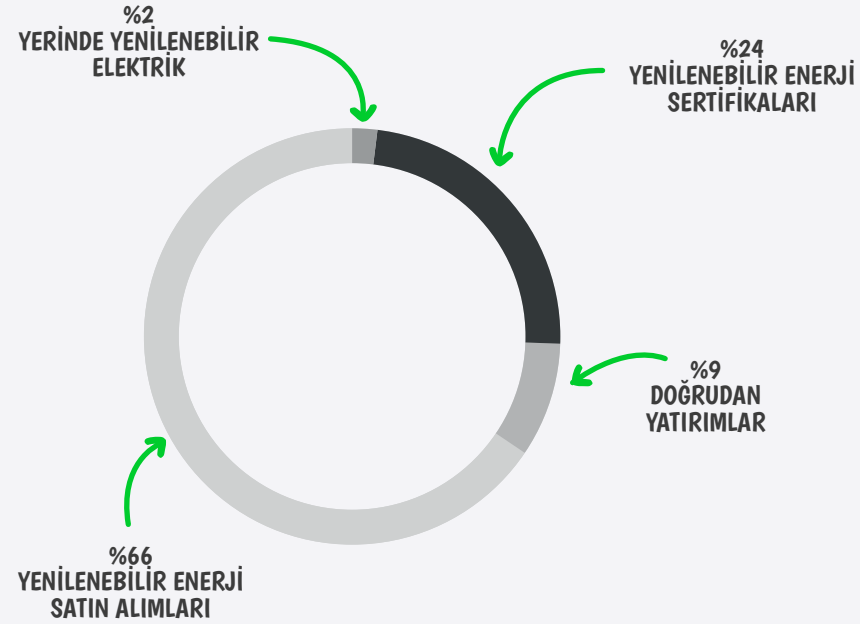 %2
YERİNDE YENİLENEBİLİR
ELEKTRİK
%24
YENİLENEBİLİR ENERJİ
SERTİFİKALARI
%9
DOĞRUDAN
YATIRIMLAR
%66
YENİLENEBİLİR ENERJİ
SATIN ALIMLARI